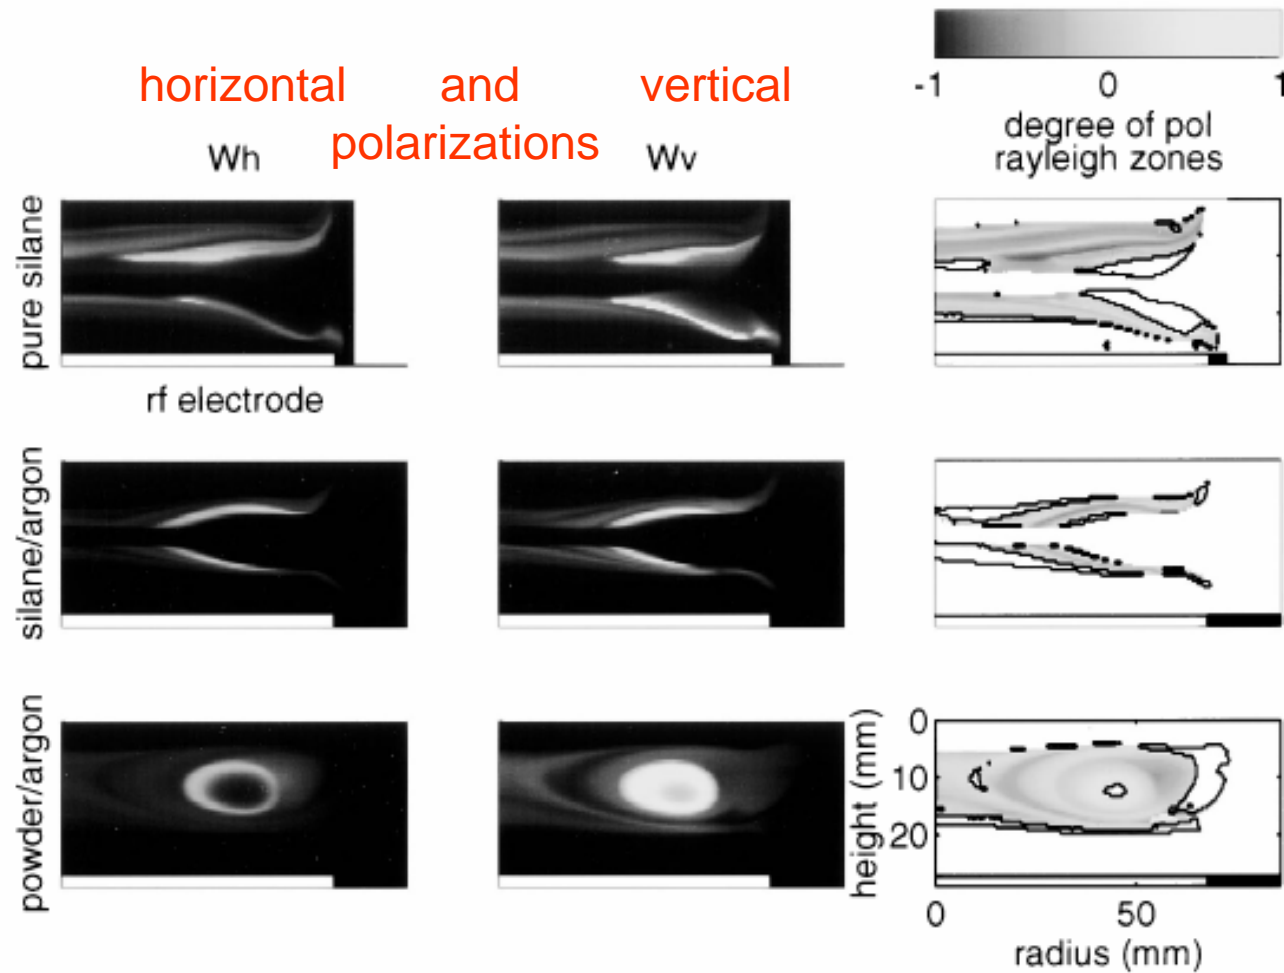 horizontal and vertical
polarizations
Wh
Wv
-1 0 1
degree of pol
rayleigh zones
pure silane
rf electrode
silane/argon
powder/argon
height (mm)
0
10
20
0 50
radius (mm)